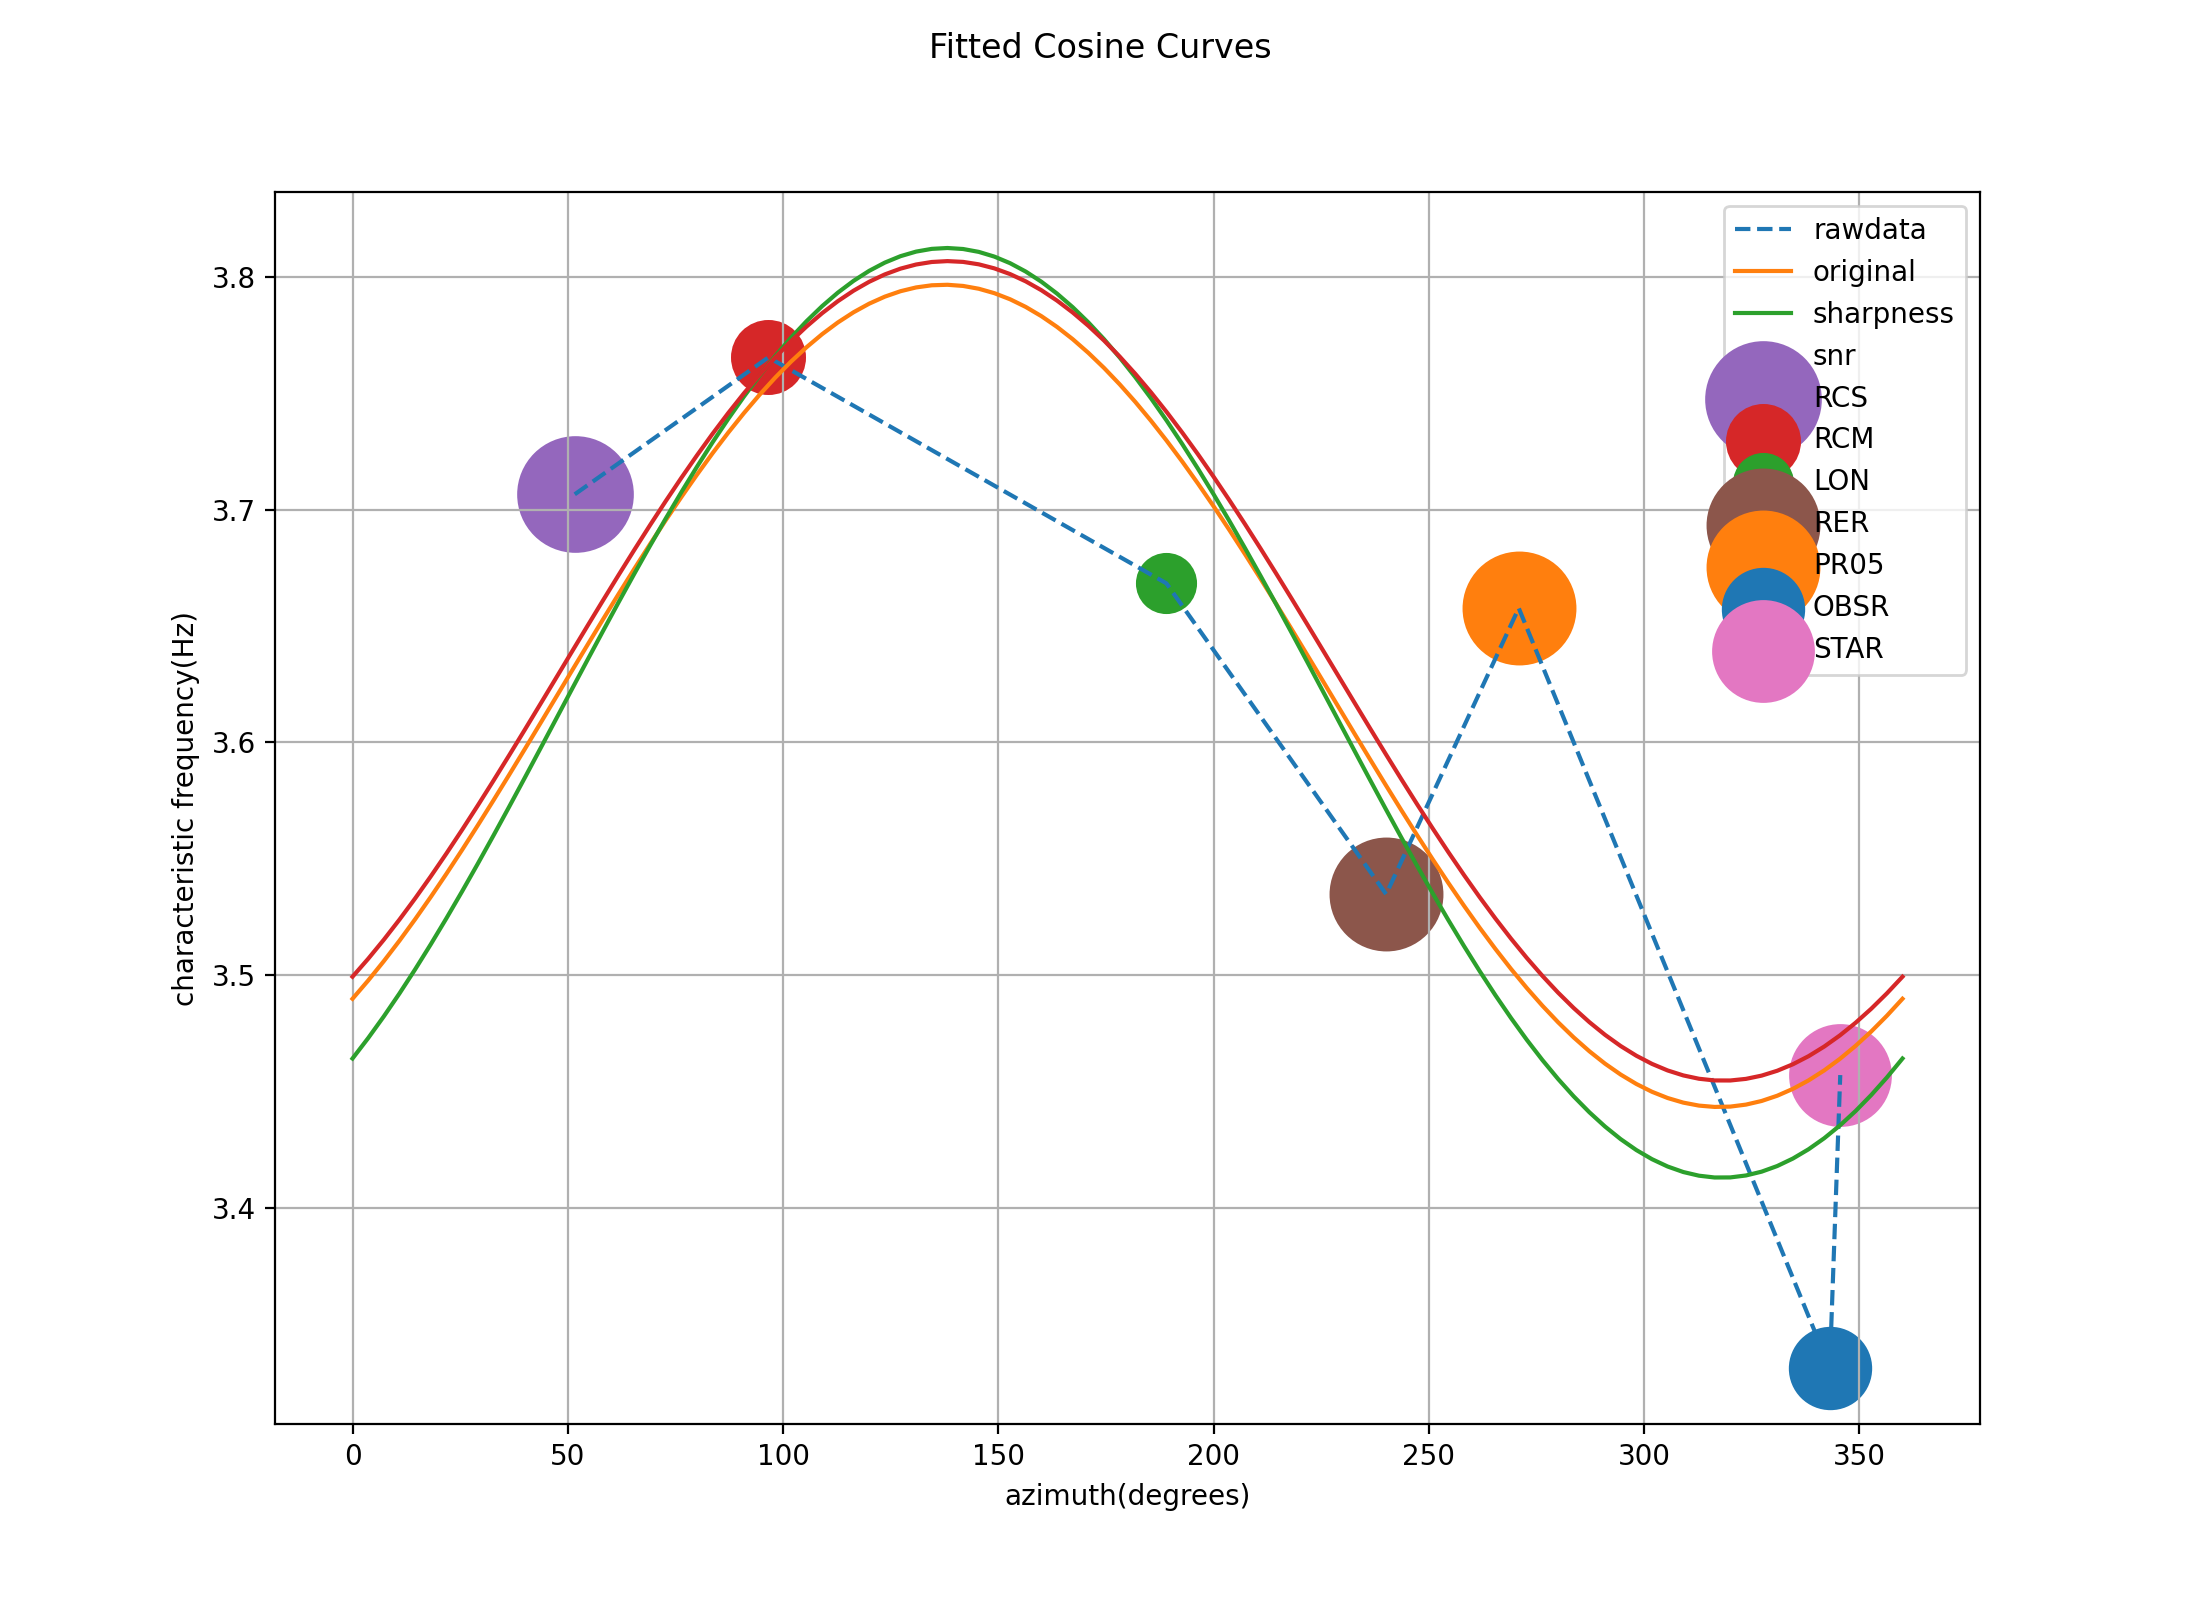 Fitted Cosine Curves
rawdata
original
sharpness
snr
RCS
RCM
LON
RER
PR05
OBSR
STAR
3.8
3.7
3.6
3.5
3.4
characteristic frequency(Hz)
0 50 100 150 200 250 300 350
azimuth(degrees)